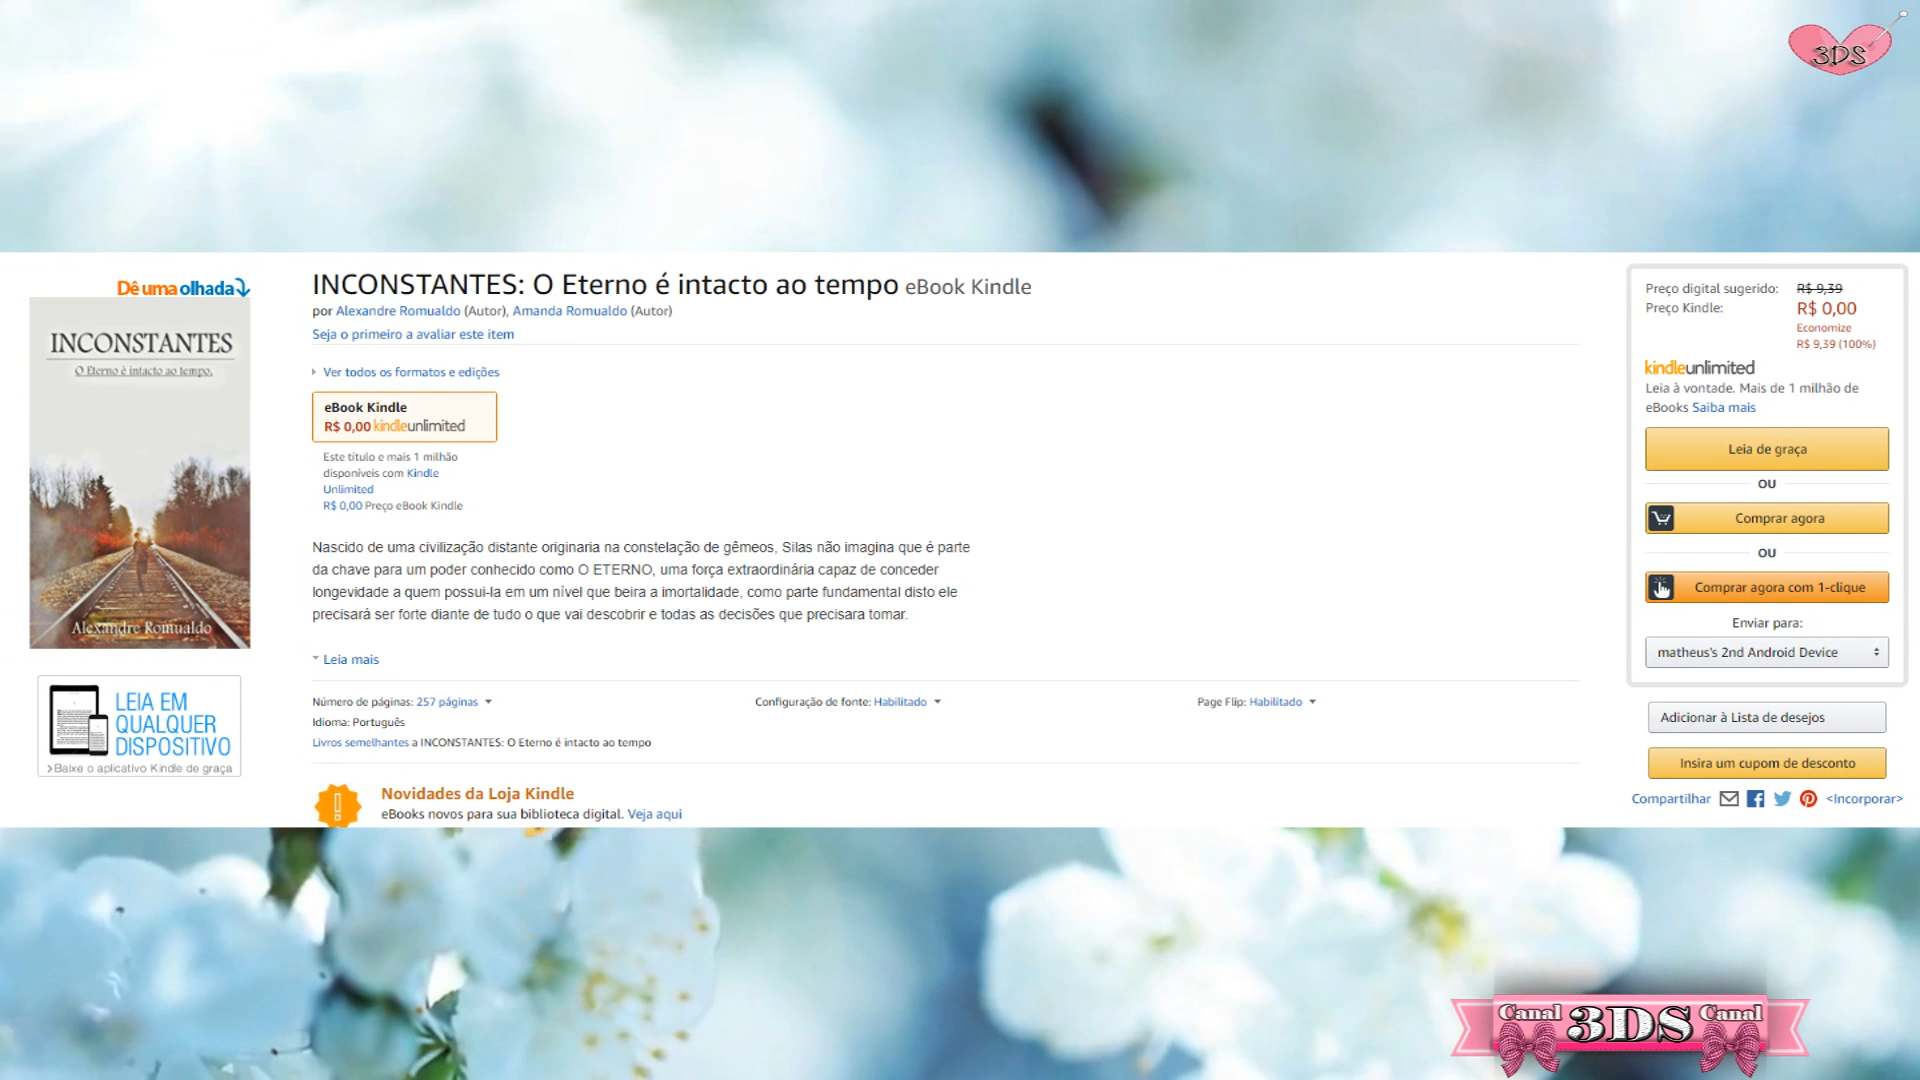 3DS
Dê uma olhada
INCONSTANTES
O Eterno é intacto ao tempo.
Alexandre Romualdo
LEIA EM
QUALQUER
DISPOSITIVO
Baixe o aplicativo Kindle de graça
INCONSTANTES: O Eterno é intacto ao tempo eBook Kindle
por Alexandre Romualdo (Autor), Amanda Romualdo (Autor)
Seja o primeiro a avaliar este item
Ver todos os formatos e edições
eBook Kindle
R$ 0,00 kindleunlimited
Este título e mais 1 milhão
disponíveis com Kindle
Unlimited
R$ 0,00 Preço eBook Kindle
Nascido de uma civilização distante originaria na constelação de gêmeos, Silas não imagina que é parte
da chave para um poder conhecido como O ETERNO, uma força extraordinária capaz de conceder
longevidade a quem possui-la em um nível que beira a imortalidade, como parte fundamental disto ele
precisará ser forte diante de tudo o que vai descobrir e todas as decisões que precisara tomar.
Leia mais
Número de páginas: 257 páginas
Configuração de fonte: Habilitado
Page Flip: Habilitado
Idioma: Português
Livros semelhantes a INCONSTANTES: O Eterno é intacto ao tempo
Novidades da Loja Kindle
eBooks novos para sua biblioteca digital. Veja aqui
Preço digital sugerido: R$ 9,39
Preço Kindle: R$ 0,00
Economize
R$ 9,39 (100%)
kindleunlimited
Leia à vontade. Mais de 1 milhão de
eBooks Saiba mais
Leia de graça
OU
Comprar agora
OU
Comprar agora com 1-clique
Enviar para:
matheus's 2nd Android Device
Adicionar à Lista de desejos
Insira um cupom de desconto
Compartilhar <Incorporar>
Canal 3DS Canal